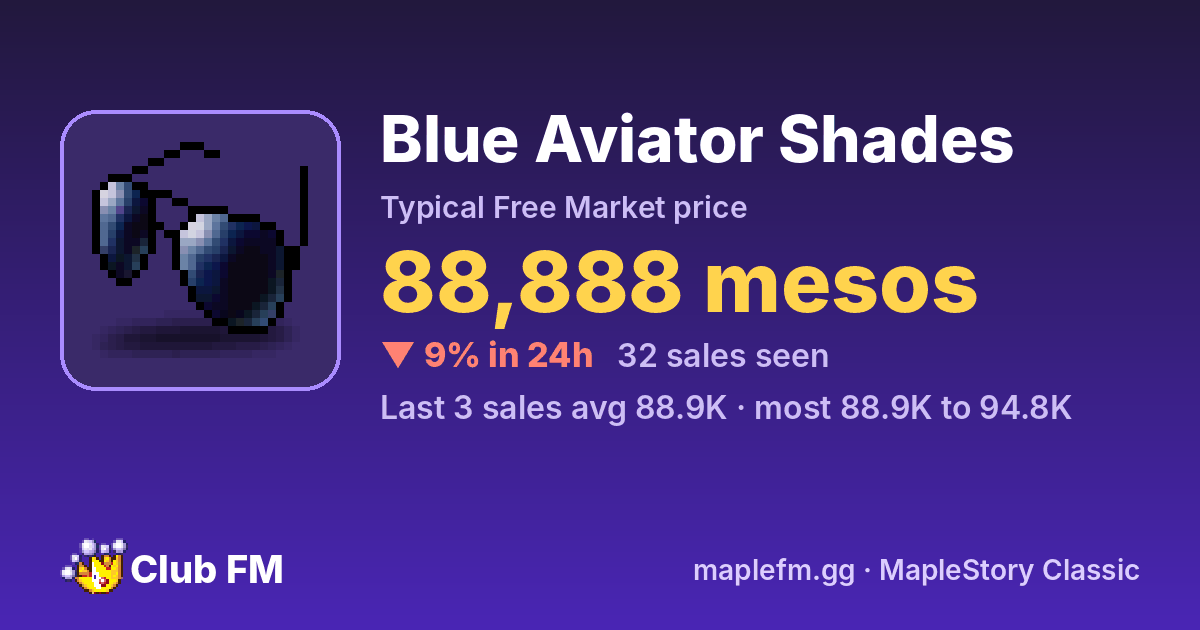 Blue Aviator Shades
Typical Free Market price
88,888 mesos
▼ 9% in 24h 32 sales seen
Last 3 sales avg 88.9K · most 88.9K to 94.8K
Club FM
maplefm.gg · MapleStory Classic